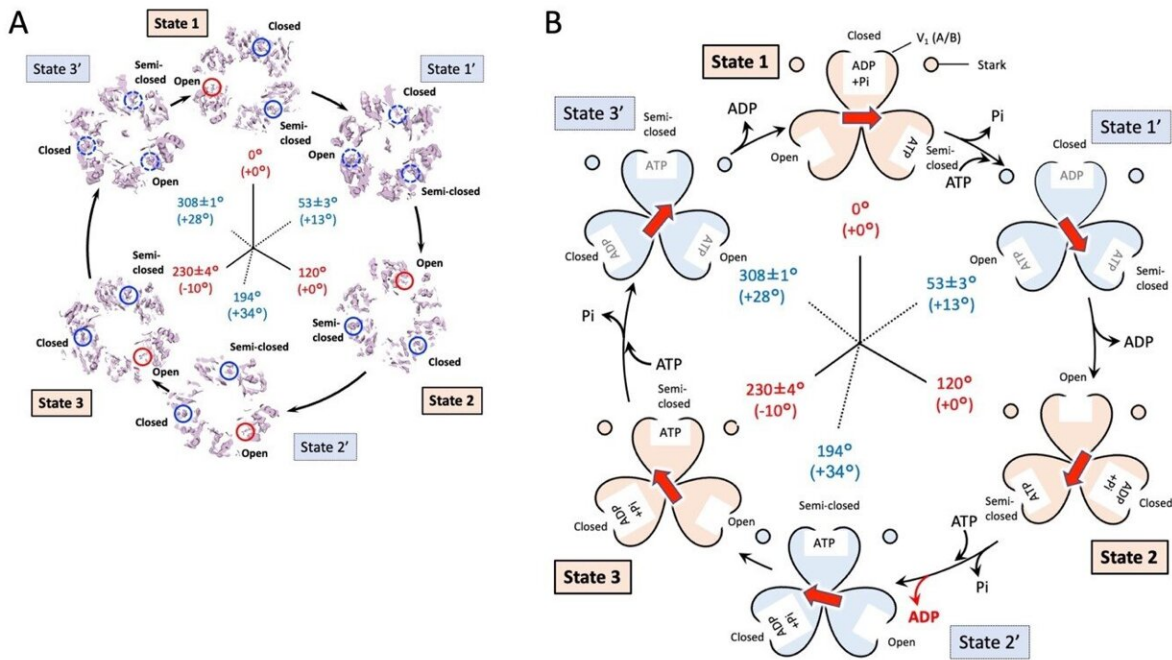 A
State 1
Closed
State 3’
Semi-
closed
Open
State 1’
Closed
Semi-
closed
Open
Closed
Open
Semi-closed
0°
(+0°)
308±1°
(+28°)
53±3°
(+13°)
230±4°
(-10°)
120°
(+0°)
194°
(+34°)
Semi-
closed
Open
Closed
Semi-
closed
Open
Closed
State 3
Semi-closed
State 2
Closed
Open
State 2’
B
Closed
V₁ (A/B)
State 1
ADP
+Pi
Stark
State 3’
Semi-
closed
ADP
Open
ATP
Semi-
closed
Pi
ATP
State 1’
Closed
ATP
ADP
Closed
ADP
ATP
Open
Open
ATP
ATP
Semi-
closed
0°
(+0°)
308±1°
(+28°)
53±3°
(+13°)
230±4°
(-10°)
120°
(+0°)
194°
(+34°)
Pi
ATP
ADP
Semi-
closed
Open
ATP
ADP
+Pi
Closed
Open
ATP
ADP
+Pi
Semi-
closed
Closed
State 3
Semi-closed
ATP
State 2
ATP
Pi
ADP
ADP
+Pi
Closed
Open
State 2’